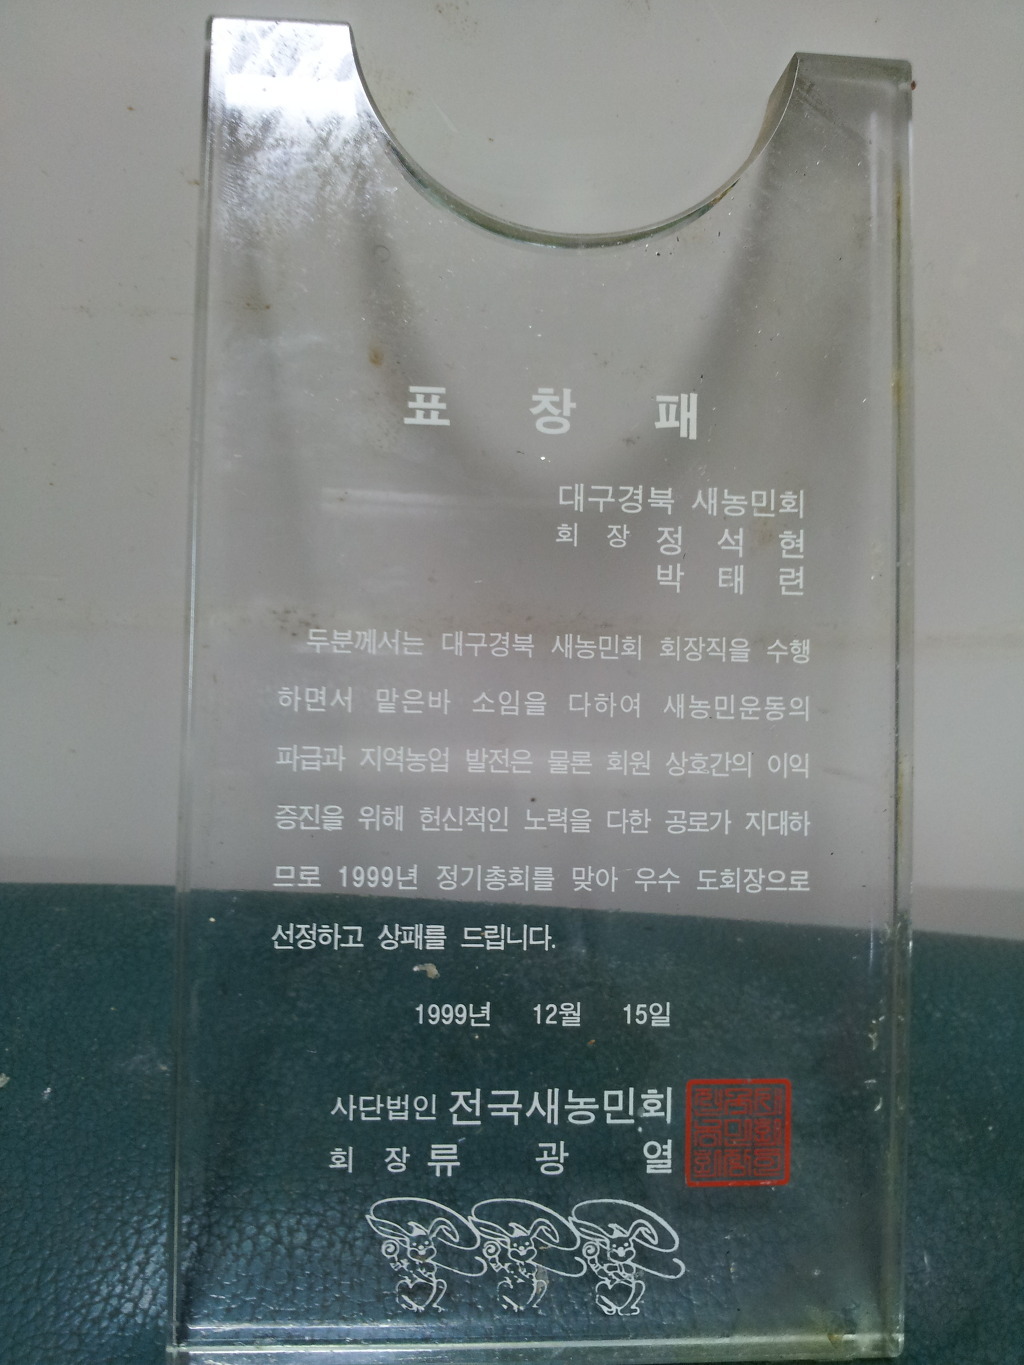 표 창 패
대구경북 새농민회
회 장 정 석 현
박 태 련
두분께서는 대구경북 새농민회 회장직을 수행
하면서 맡은바 소임을 다하여 새농민운동의
파급과 지역농업 발전은 물론 회원 상호간의 이익
증진을 위해 헌신적인 노력을 다한 공로가 지대하
므로 1999년 정기총회를 맞아 우수 도회장으로
선정하고 상패를 드립니다.
1999년 12월 15일
사단법인 전국새농민회
회 장 류 광 열